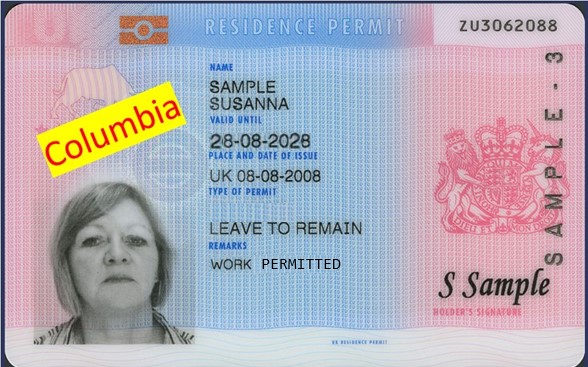 RESIDENCE PERMIT
ZU3062088
NAME
SAMPLE
SUSANNA
VALID UNTIL
28-08-2028
PLACE AND DATE OF ISSUE
UK 08-08-2008
TYPE OF PERMIT
LEAVE TO REMAIN
REMARKS
WORK PERMITTED
Columbia
SAMPLE - 3
S Sample
HOLDER'S SIGNATURE
UK RESIDENCE PERMIT